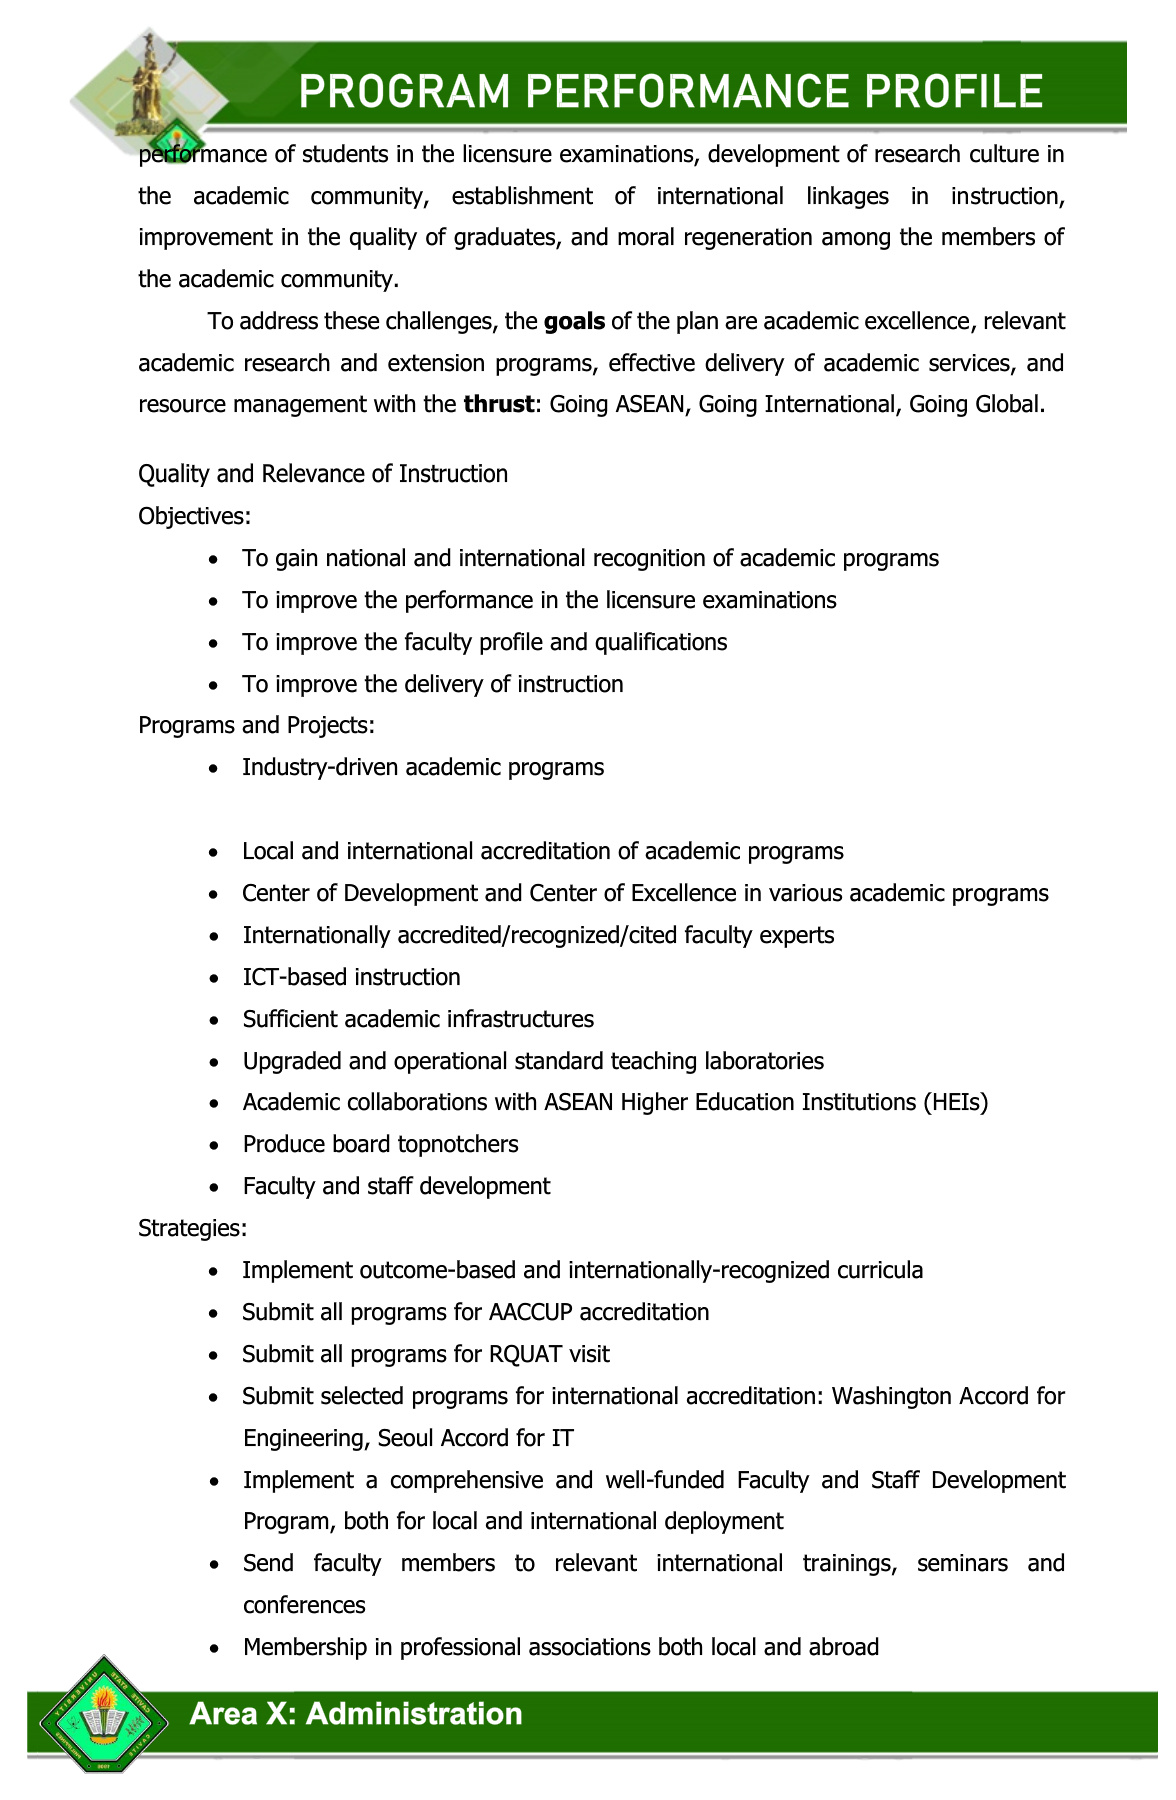 PROGRAM PERFORMANCE PROFILE
performance of students in the licensure examinations, development of research culture in
the academic community, establishment of international linkages in instruction,
improvement in the quality of graduates, and moral regeneration among the members of
the academic community.
To address these challenges, the goals of the plan are academic excellence, relevant
academic research and extension programs, effective delivery of academic services, and
resource management with the thrust: Going ASEAN, Going International, Going Global.
Quality and Relevance of Instruction
Objectives:
• To gain national and international recognition of academic programs
• To improve the performance in the licensure examinations
• To improve the faculty profile and qualifications
• To improve the delivery of instruction
Programs and Projects:
• Industry-driven academic programs
• Local and international accreditation of academic programs
• Center of Development and Center of Excellence in various academic programs
• Internationally accredited/recognized/cited faculty experts
• ICT-based instruction
• Sufficient academic infrastructures
• Upgraded and operational standard teaching laboratories
• Academic collaborations with ASEAN Higher Education Institutions (HEIs)
• Produce board topnotchers
• Faculty and staff development
Strategies:
• Implement outcome-based and internationally-recognized curricula
• Submit all programs for AACCUP accreditation
• Submit all programs for RQUAT visit
• Submit selected programs for international accreditation: Washington Accord for
Engineering, Seoul Accord for IT
• Implement a comprehensive and well-funded Faculty and Staff Development
Program, both for local and international deployment
• Send faculty members to relevant international trainings, seminars and
conferences
• Membership in professional associations both local and abroad
CAVITE STATE UNIVERSITY
Area X: Administration